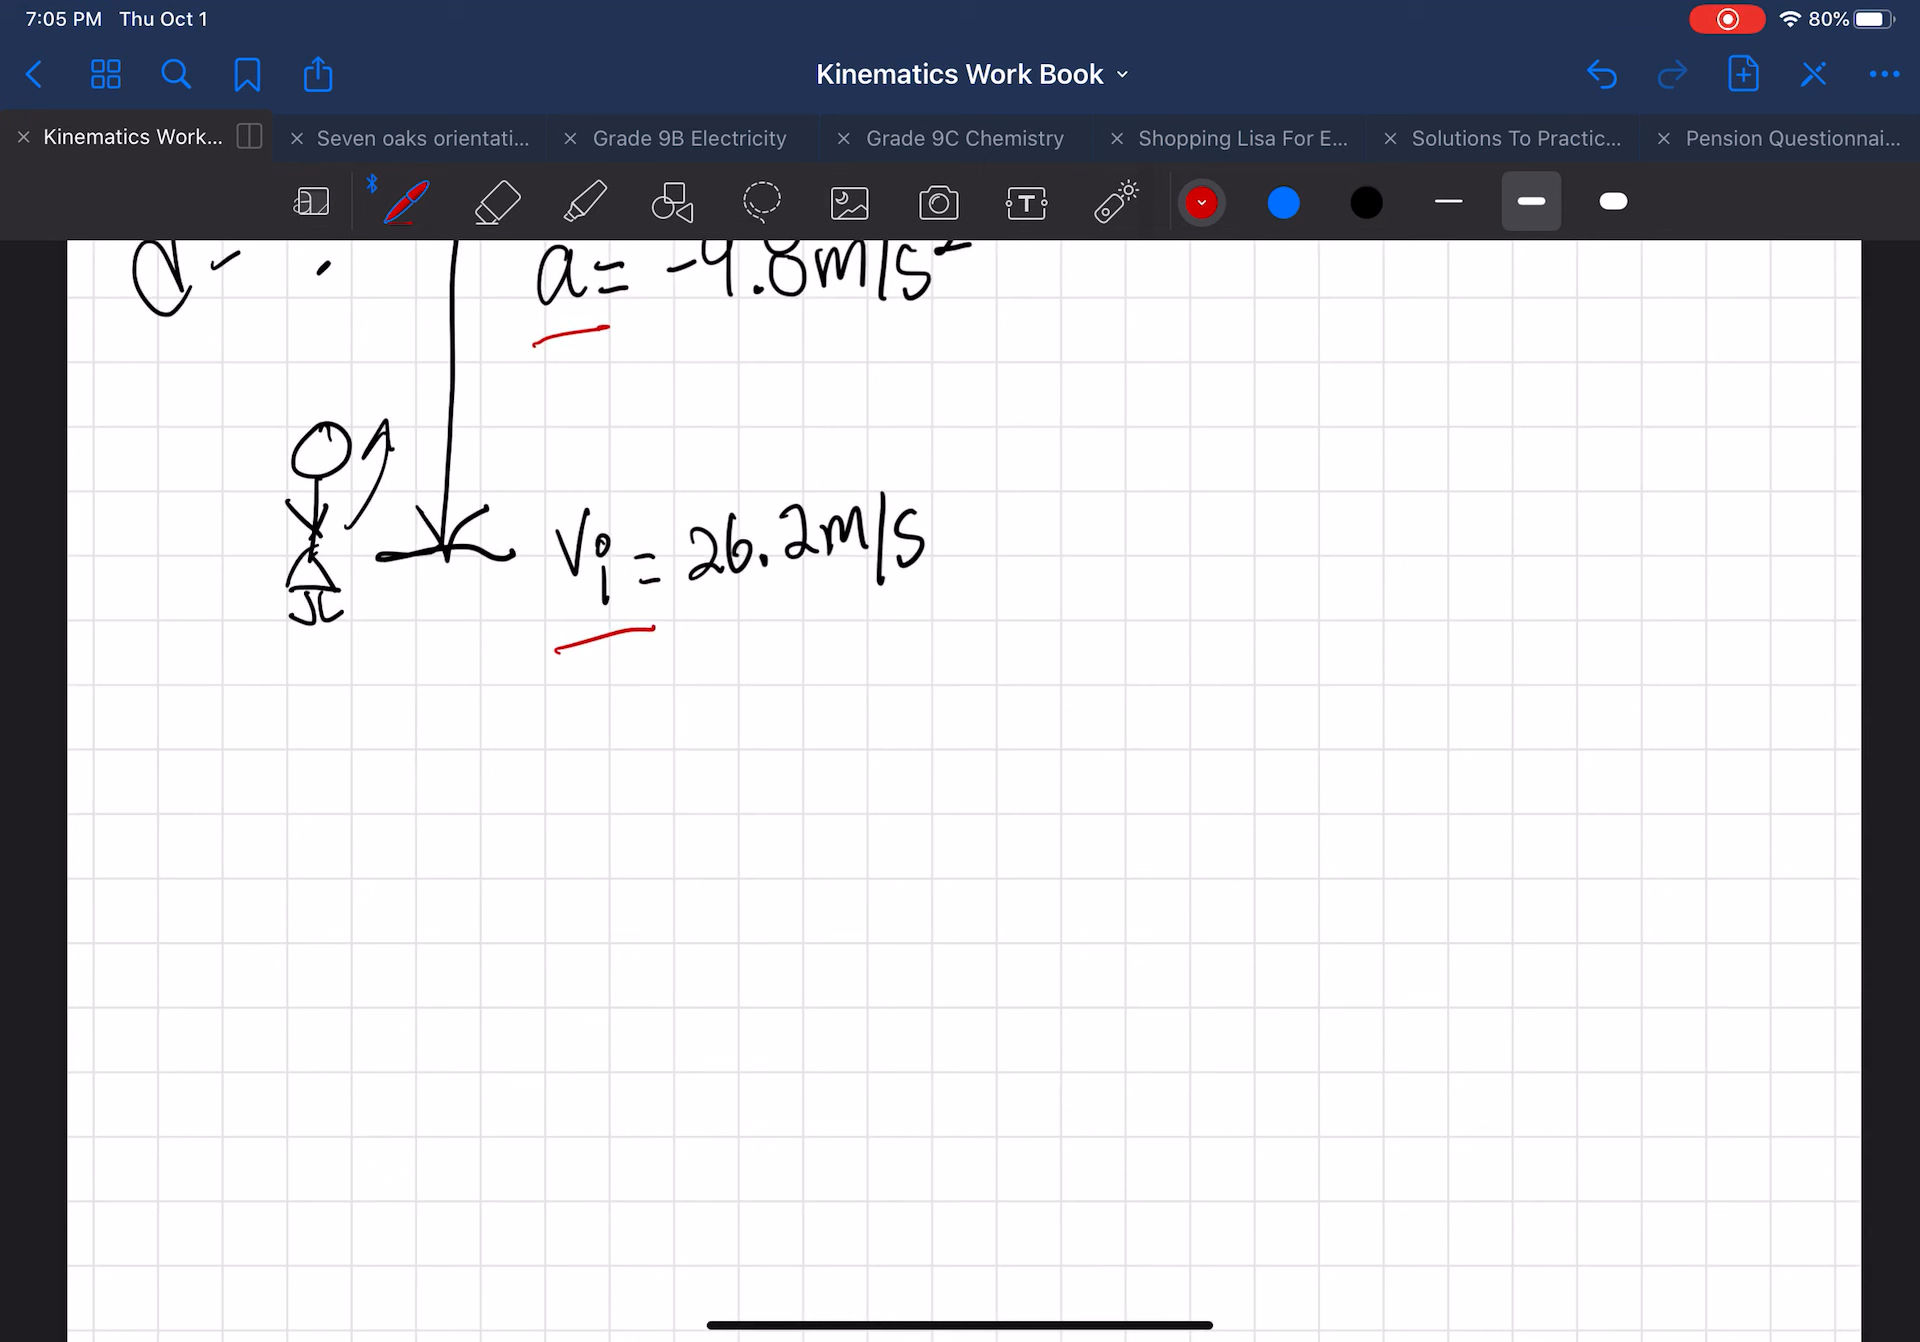 7:05 PM Thu Oct 1 80%
Kinematics Work Book
Kinematics Work... Seven oaks orientati... Grade 9B Electricity Grade 9C Chemistry Shopping Lisa For E... Solutions To Practic... Pension Questionnai...
T
a = -9.8m/s²
Vi = 26.2m/s